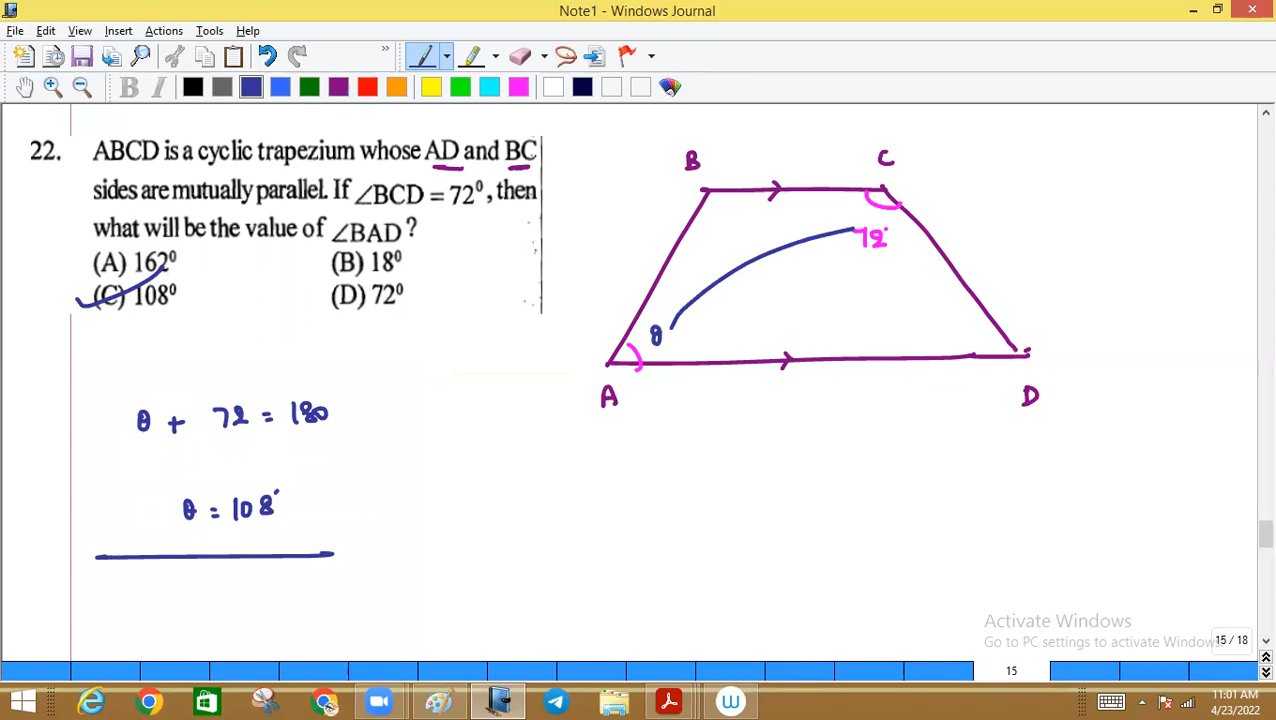 Note1 - Windows Journal
File Edit View Insert Actions Tools Help
22. ABCD is a cyclic trapezium whose AD and BC
sides are mutually parallel. If ∠BCD = 72⁰, then
what will be the value of ∠BAD ?
(A) 162⁰ (B) 18⁰
(C) 108⁰ (D) 72⁰
B C
72°
θ
A D
θ + 72 = 180
θ = 108°
Activate Windows
Go to PC settings to activate Windows.
15 / 18
15
11:01 AM
4/23/2022